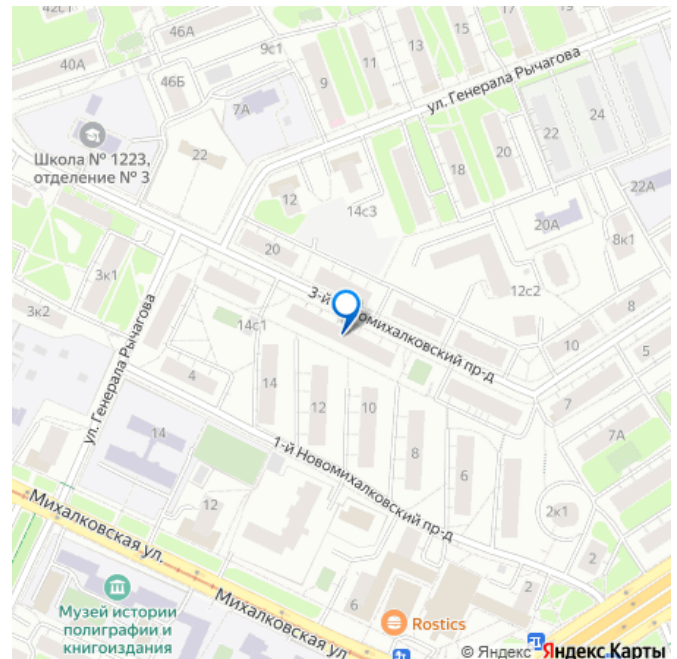 42с1
46А
40А
46Б
9с1
11
13
15
17
19
9
7А
ул. Генерала Рычагова
22
24
Школа № 1223,
отделение № 3
22
18
20
12
14с3
22А
20А
8к1
20
3к1
12с2
3-й Новомихалковский пр-д
8
3к2
14с1
10
5
ул. Генерала Рычагова
4
14
12
10
7
8
6
7А
14
1-й Новомихалковский пр-д
12
2к1
Михалковская ул.
2
2
Музей истории
полиграфии и
книгоиздания
Михалковская ул.
6
Rostics
© Яндекс Яндекс Карты